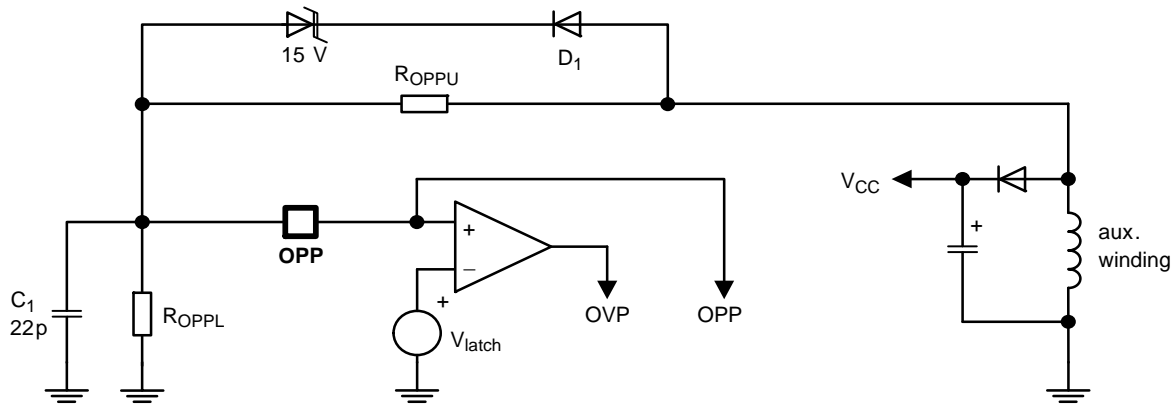 15 V
D1
ROPPU
VCC
+
OPP
+
−
+
aux.
winding
C1
22p
ROPPL
Vlatch
OVP
OPP